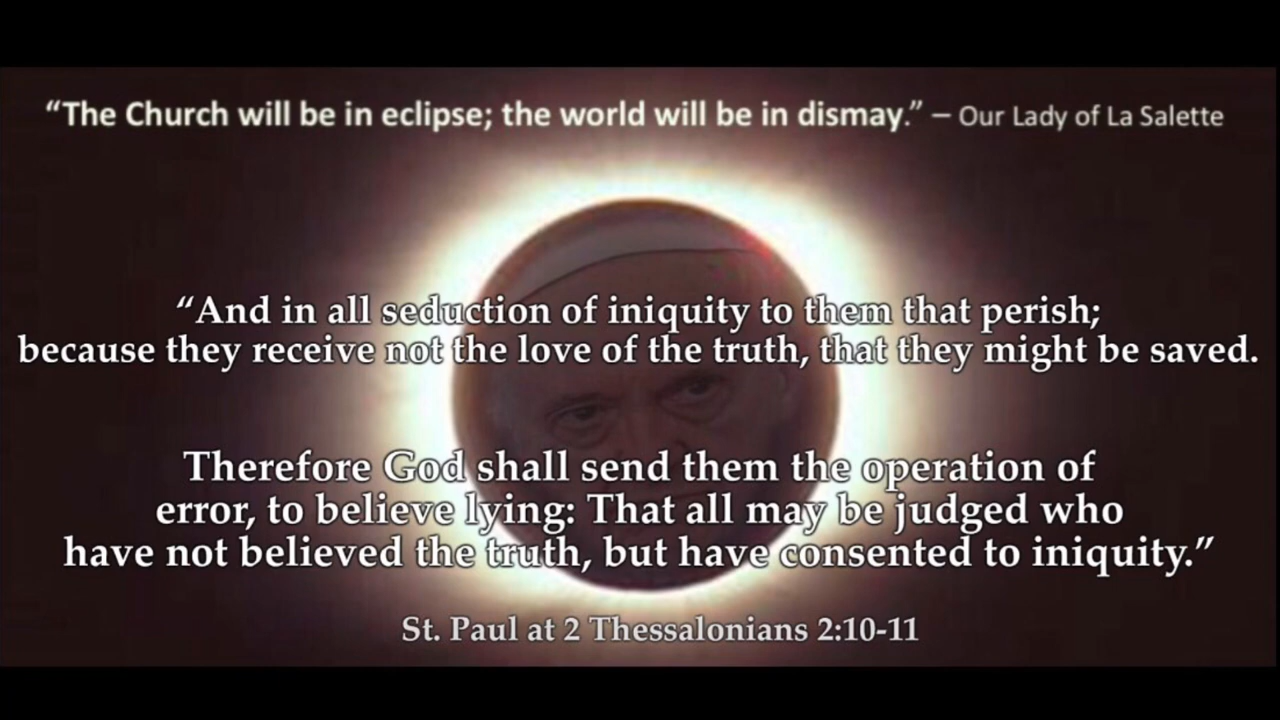 “The Church will be in eclipse; the world will be in dismay.” – Our Lady of La Salette
“And in all seduction of iniquity to them that perish;
because they receive not the love of the truth, that they might be saved.
Therefore God shall send them the operation of
error, to believe lying: That all may be judged who
have not believed the truth, but have consented to iniquity.”
St. Paul at 2 Thessalonians 2:10-11